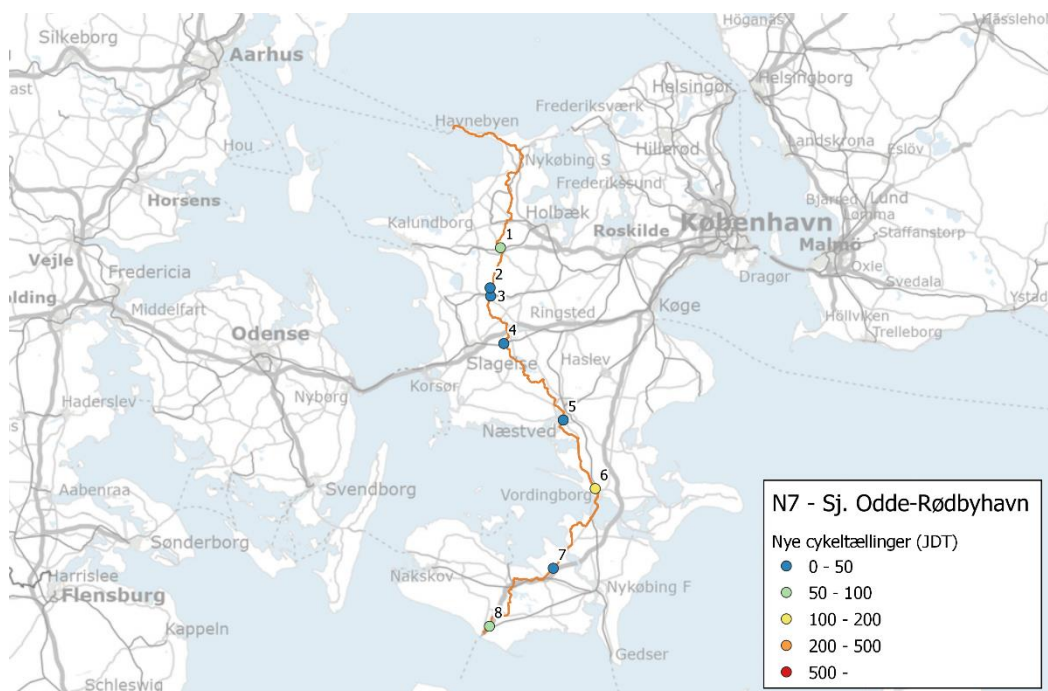 Silkeborg
Aarhus
Höganäs
Hässleho
Helsingborg
Helsingør
Havnebyen
Frederiksværk
Landskrona
Eslöv
ast
Hou
Nykøbing S
Hillerød
Horsens
Frederikssund
Bjärred
Lund
Lomma
Kalundborg
Holbæk
København
Staffanstorp
1
Roskilde
Malmö
Vejle
Dragør
Oxie
Fredericia
2
Svedala
olding
3
Køge
Ystad
Middelfart
Ringsted
Höllviken
Odense
4
Trelleborg
Slagelse
Haslev
Korsør
Nyborg
Haderslev
5
Næstved
6
Svendborg
Vordingborg
Aabenraa
N7 - Sj. Odde-Rødbyhavn
Sønderborg
Nye cykeltællinger (JDT)
7
0 - 50
Harrislee
Nakskov
Nykøbing F
50 - 100
Flensburg
100 - 200
8
200 - 500
Kappeln
Gedser
500 -
Schleswig